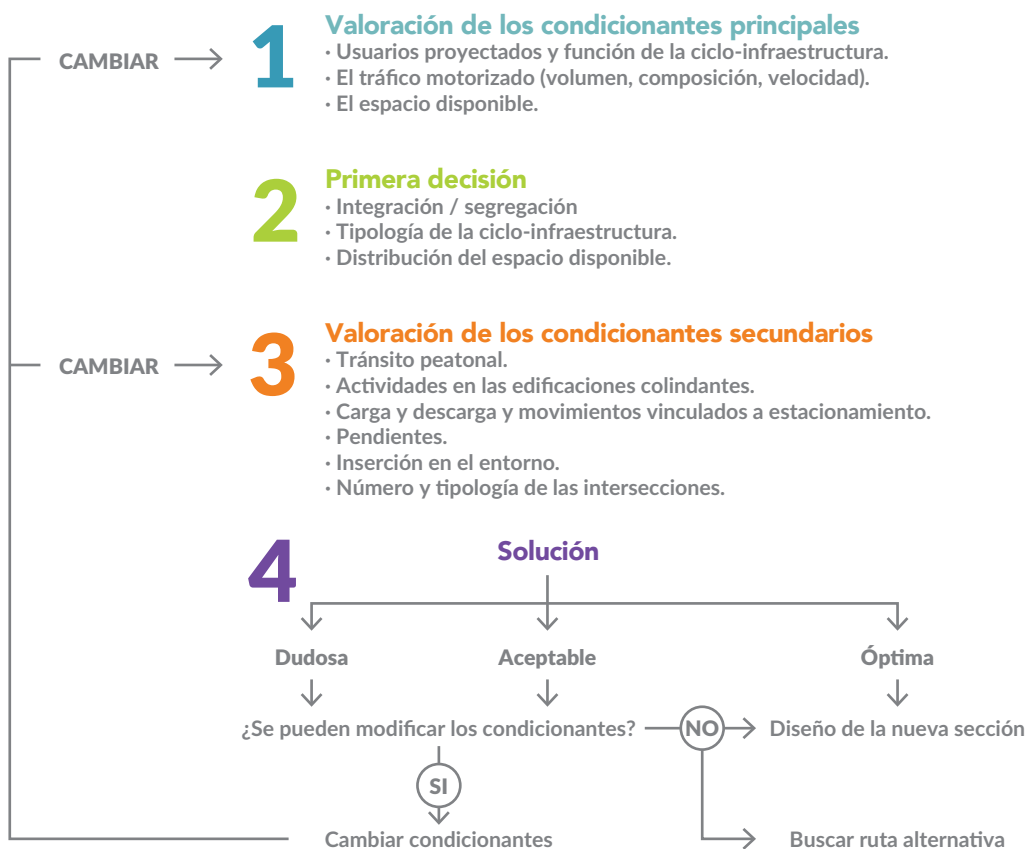 CAMBIAR
1
Valoración de los condicionantes principales
· Usuarios proyectados y función de la ciclo-infraestructura.
· El tráfico motorizado (volumen, composición, velocidad).
· El espacio disponible.
2
Primera decisión
· Integración / segregación
· Tipología de la ciclo-infraestructura.
· Distribución del espacio disponible.
CAMBIAR
3
Valoración de los condicionantes secundarios
· Tránsito peatonal.
· Actividades en las edificaciones colindantes.
· Carga y descarga y movimientos vinculados a estacionamiento.
· Pendientes.
· Inserción en el entorno.
· Número y tipología de las intersecciones.
4
Solución
Dudosa Aceptable Óptima
¿Se pueden modificar los condicionantes? NO Diseño de la nueva sección
SI
Cambiar condicionantes Buscar ruta alternativa